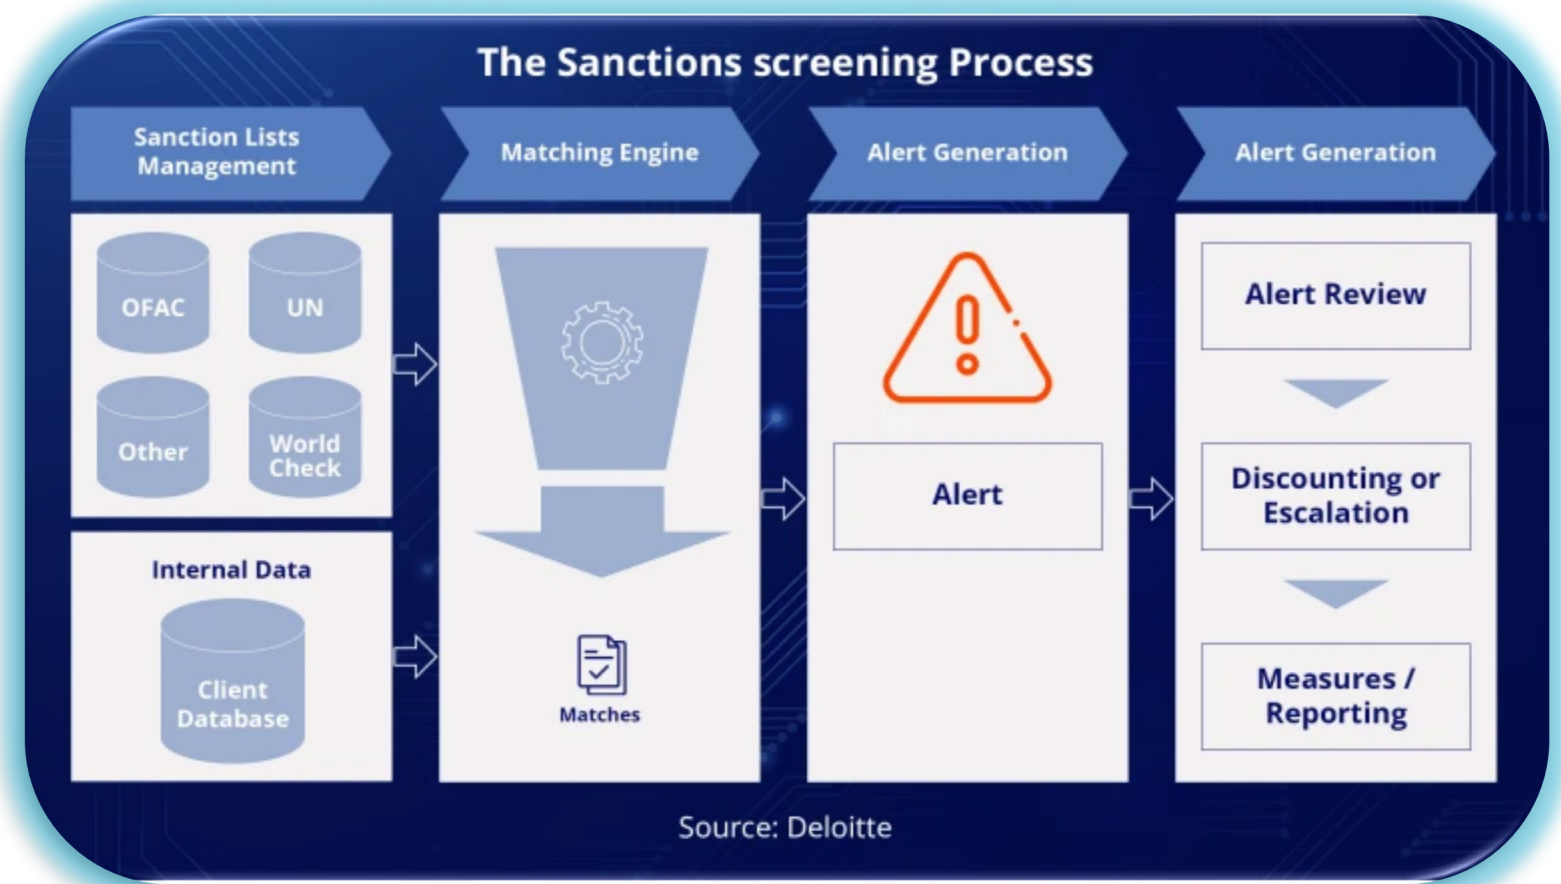 The Sanctions screening Process
Sanction Lists
Management
OFAC
UN
Other
World
Check
Internal Data
Client
Database
Matching Engine
Matches
Alert Generation
Alert
Alert Generation
Alert Review
Discounting or
Escalation
Measures /
Reporting
Source: Deloitte